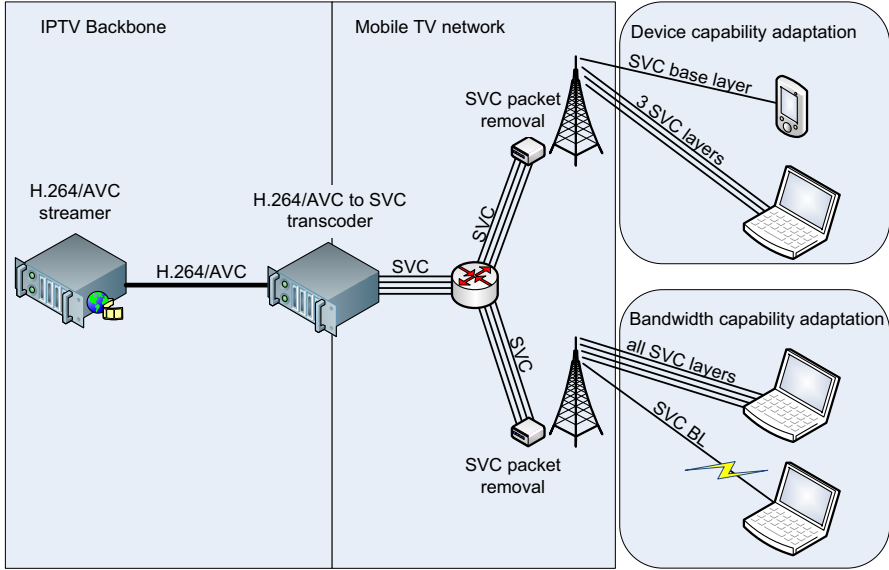 IPTV Backbone
Mobile TV network
Device capability adaptation
SVC base layer
3 SVC layers
SVC packet
removal
H.264/AVC
streamer
H.264/AVC to SVC
transcoder
H.264/AVC
SVC
SVC
SVC
SVC packet
removal
Bandwidth capability adaptation
all SVC layers
SVC BL